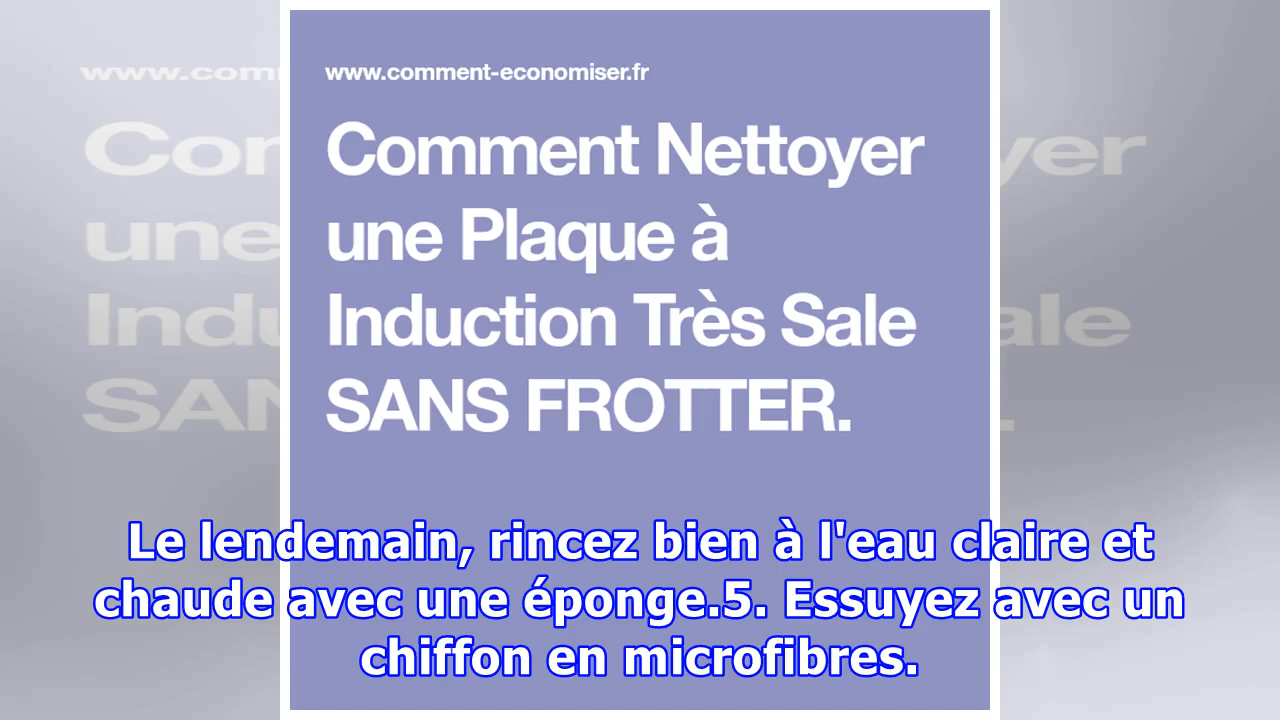 www.comment-economiser.fr
Comment Nettoyer
une Plaque à
Induction Très Sale
SANS FROTTER.
Le lendemain, rincez bien à l'eau claire et
chaude avec une éponge.5. Essuyez avec un
chiffon en microfibres.